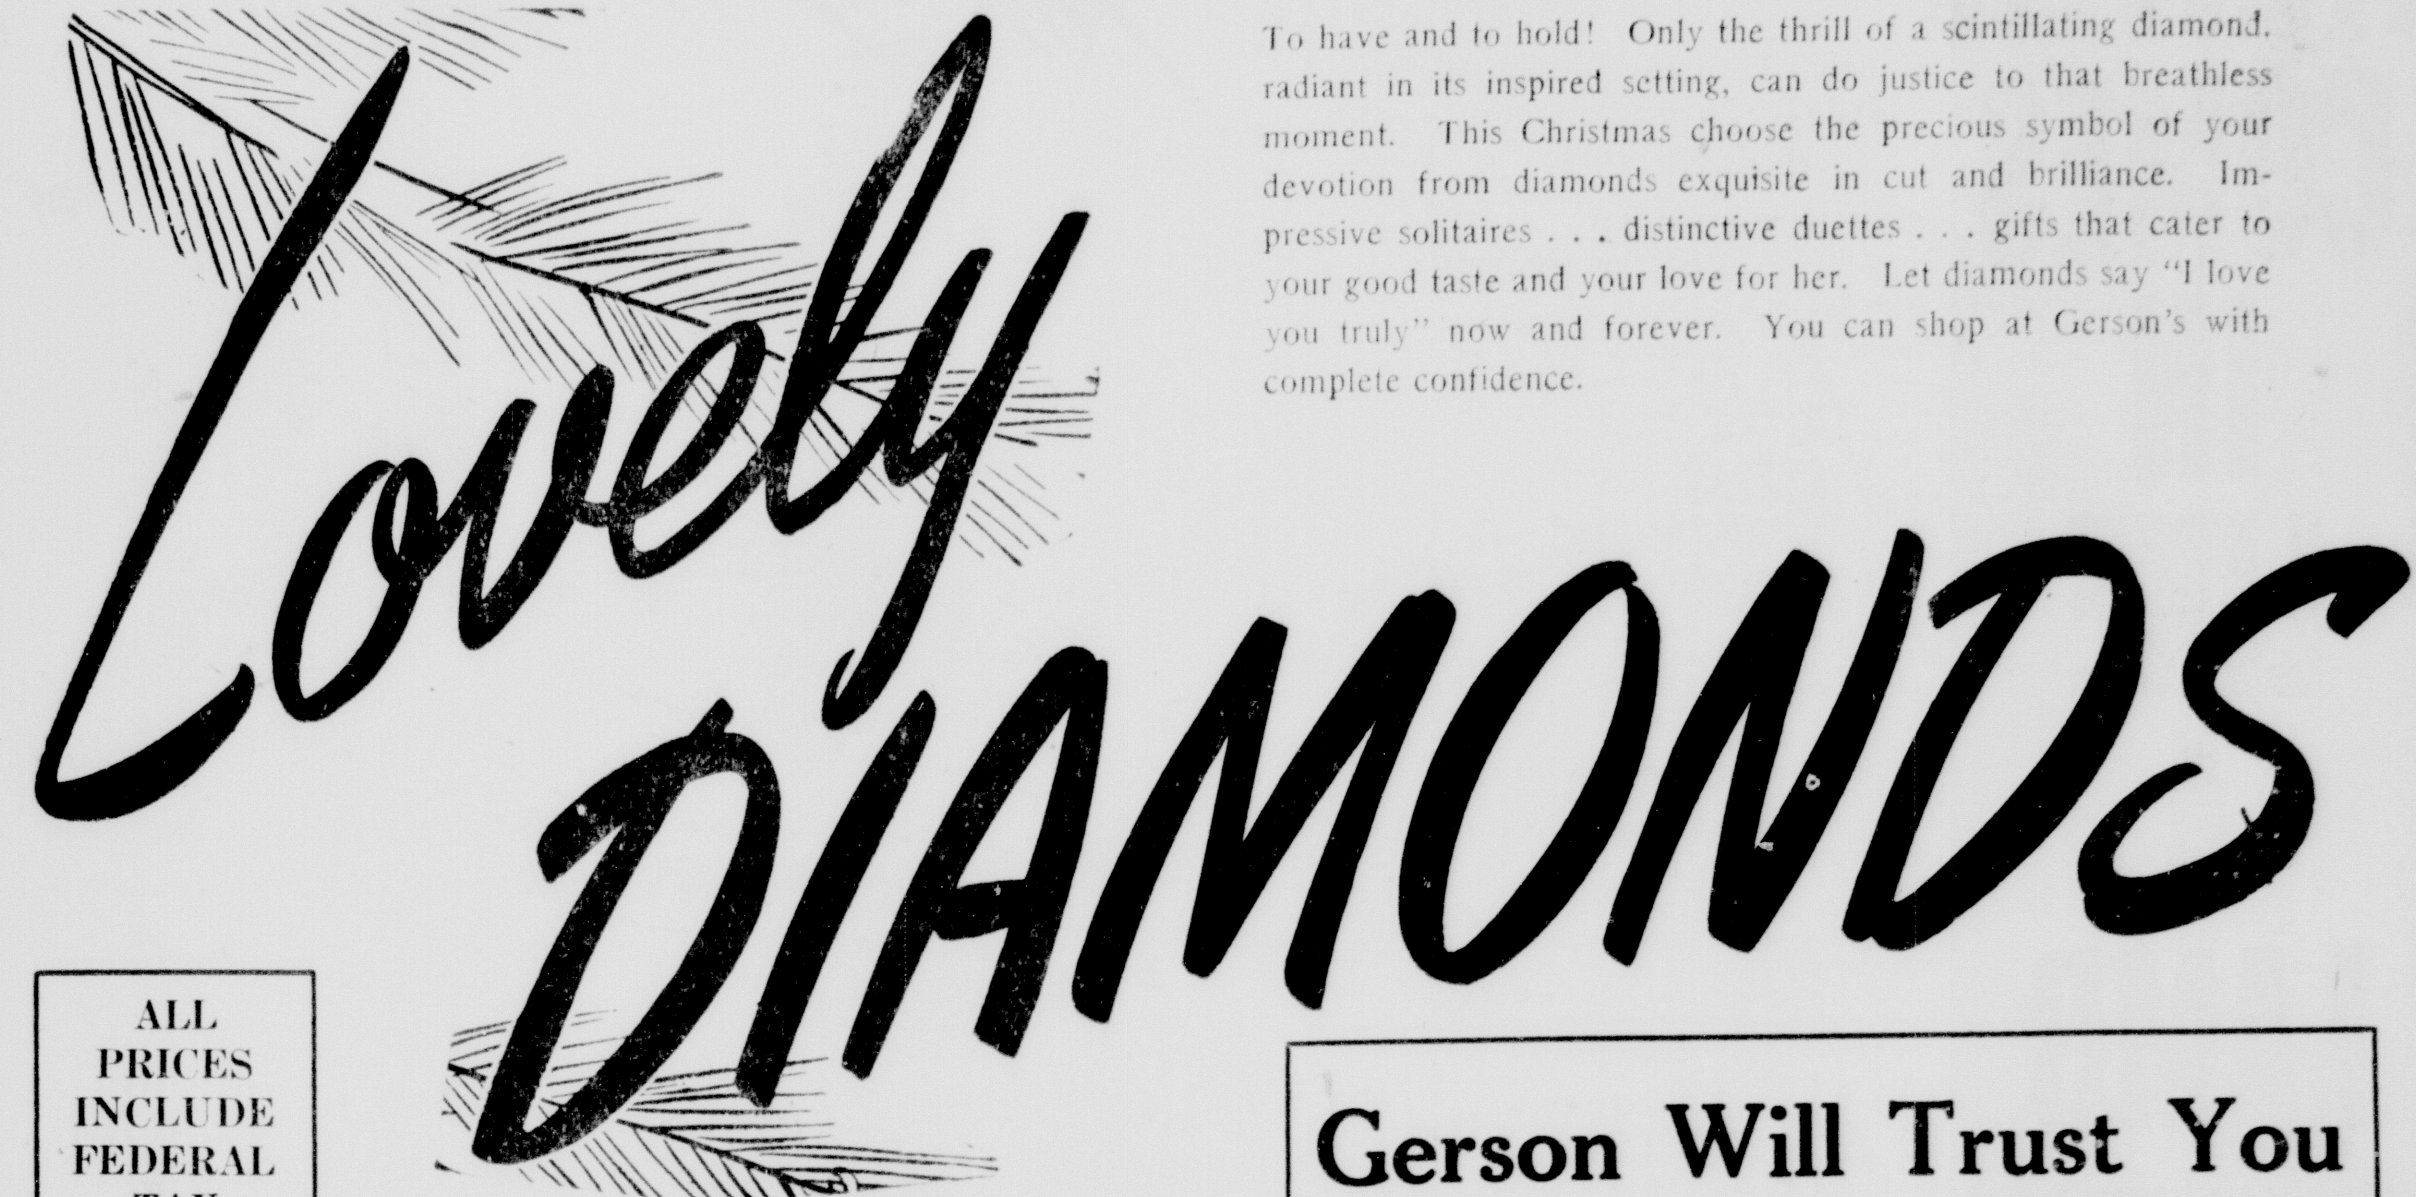 Lovely
DIAMONDS
To have and to hold! Only the thrill of a scintillating diamond,
radiant in its inspired setting, can do justice to that breathless
moment. This Christmas choose the precious symbol of your
devotion from diamonds exquisite in cut and brilliance. Im-
pressive solitaires . . . distinctive duettes . . . gifts that cater to
your good taste and your love for her. Let diamonds say “I love
you truly” now and forever. You can shop at Gerson’s with
complete confidence.
ALL
PRICES
INCLUDE
FEDERAL
TAX
Gerson Will Trust You